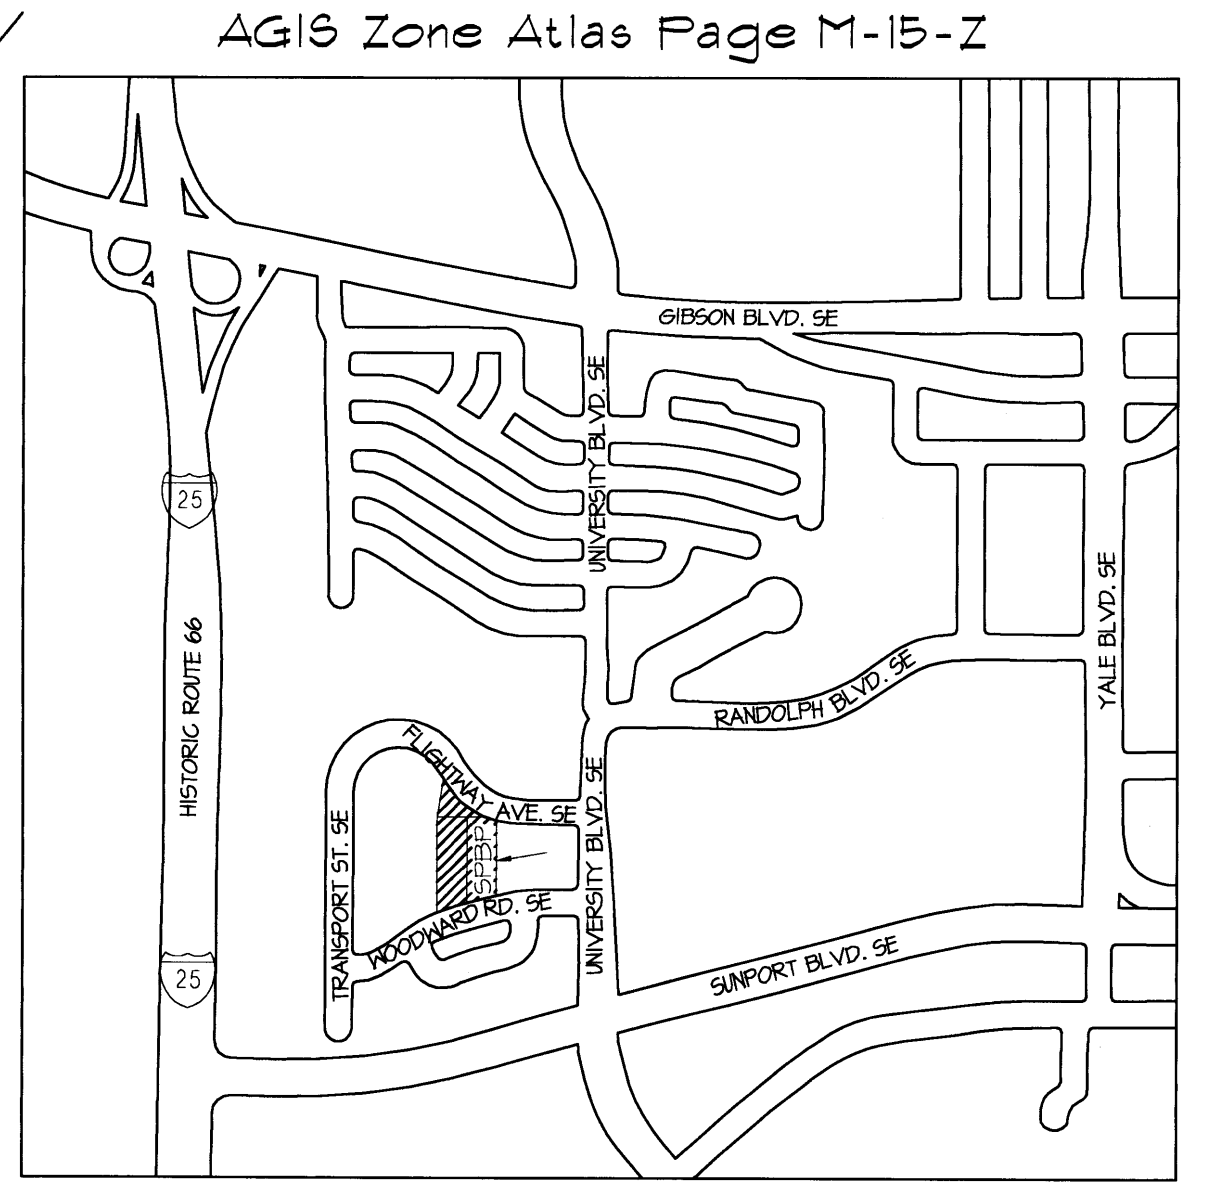 AGIS Zone Atlas Page M-15-Z
GIBSON BLVD. SE
UNIVERSITY BLVD. SE
25
YALE BLVD. SE
HISTORIC ROUTE 66
RANDOLPH BLVD. SE
FLIGHTWAY AVE. SE
UNIVERSITY BLVD. SE
TRANSPORT ST. SE
SPBP
WOODWARD RD. SE
SUNPORT BLVD. SE
25